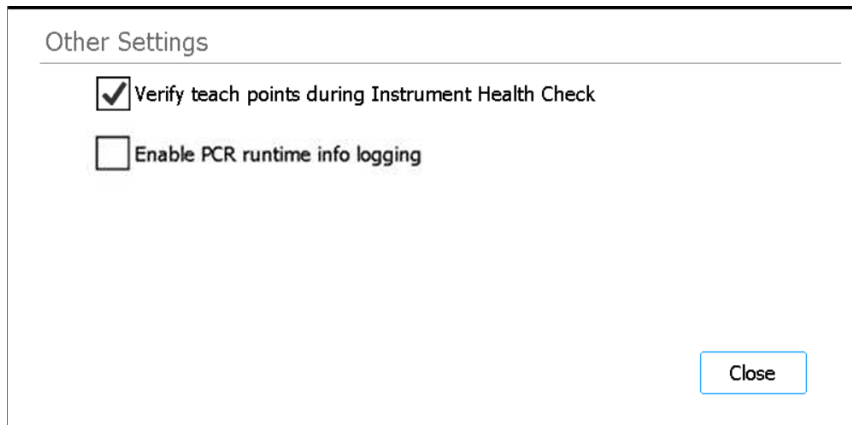 Other Settings
Verify teach points during Instrument Health Check
Enable PCR runtime info logging
Close